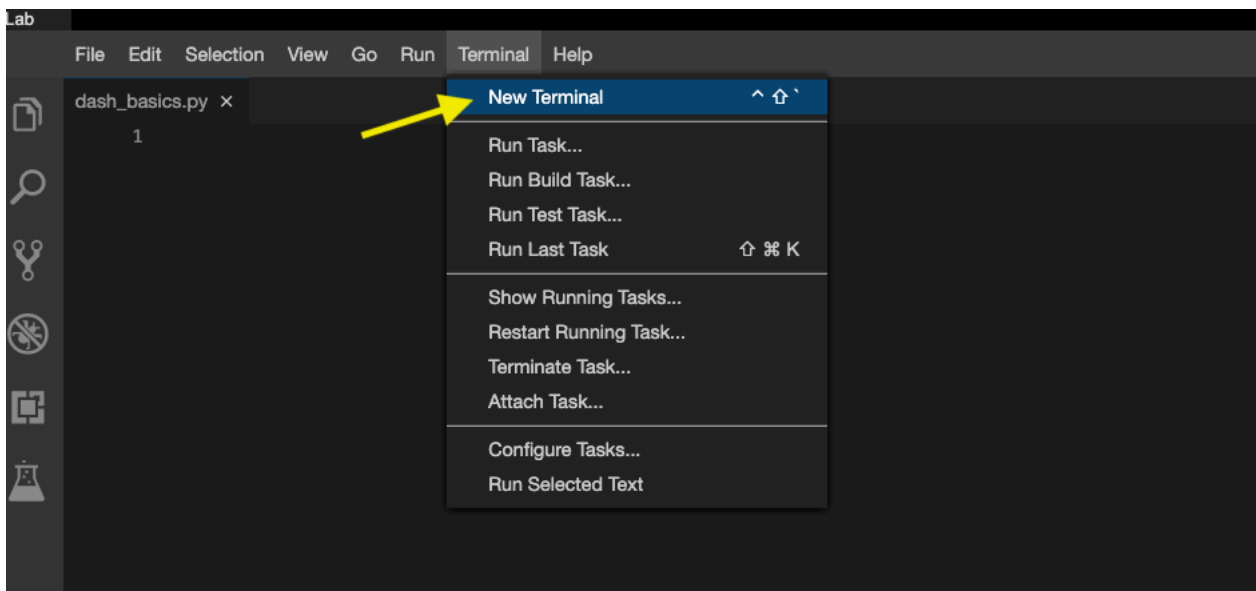 Lab
File Edit Selection View Go Run Terminal Help
dash_basics.py ×
1
New Terminal ^ ⇧ `
Run Task...
Run Build Task...
Run Test Task...
Run Last Task ⇧ ⌘ K
Show Running Tasks...
Restart Running Task...
Terminate Task...
Attach Task...
Configure Tasks...
Run Selected Text